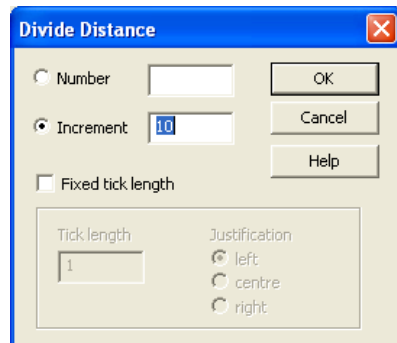 Divide Distance
Number
OK
Increment 10
Cancel
Help
Fixed tick length
Tick length
1
Justification
left
centre
right